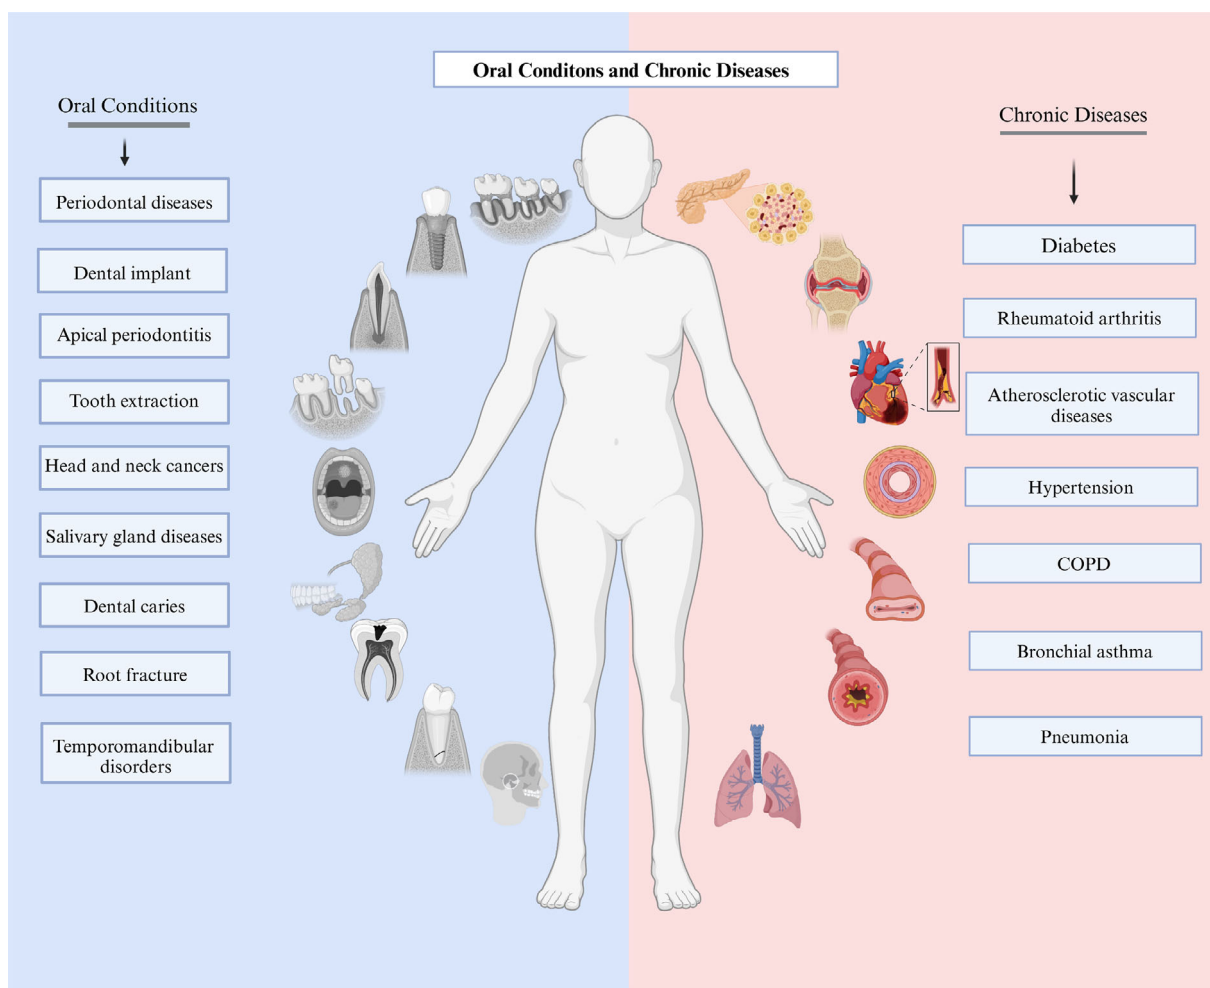 Oral Conditons and Chronic Diseases
Oral Conditions
Periodontal diseases
Dental implant
Apical periodontitis
Tooth extraction
Head and neck cancers
Salivary gland diseases
Dental caries
Root fracture
Temporomandibular
disorders
Chronic Diseases
Diabetes
Rheumatoid arthritis
Atherosclerotic vascular
diseases
Hypertension
COPD
Bronchial asthma
Pneumonia